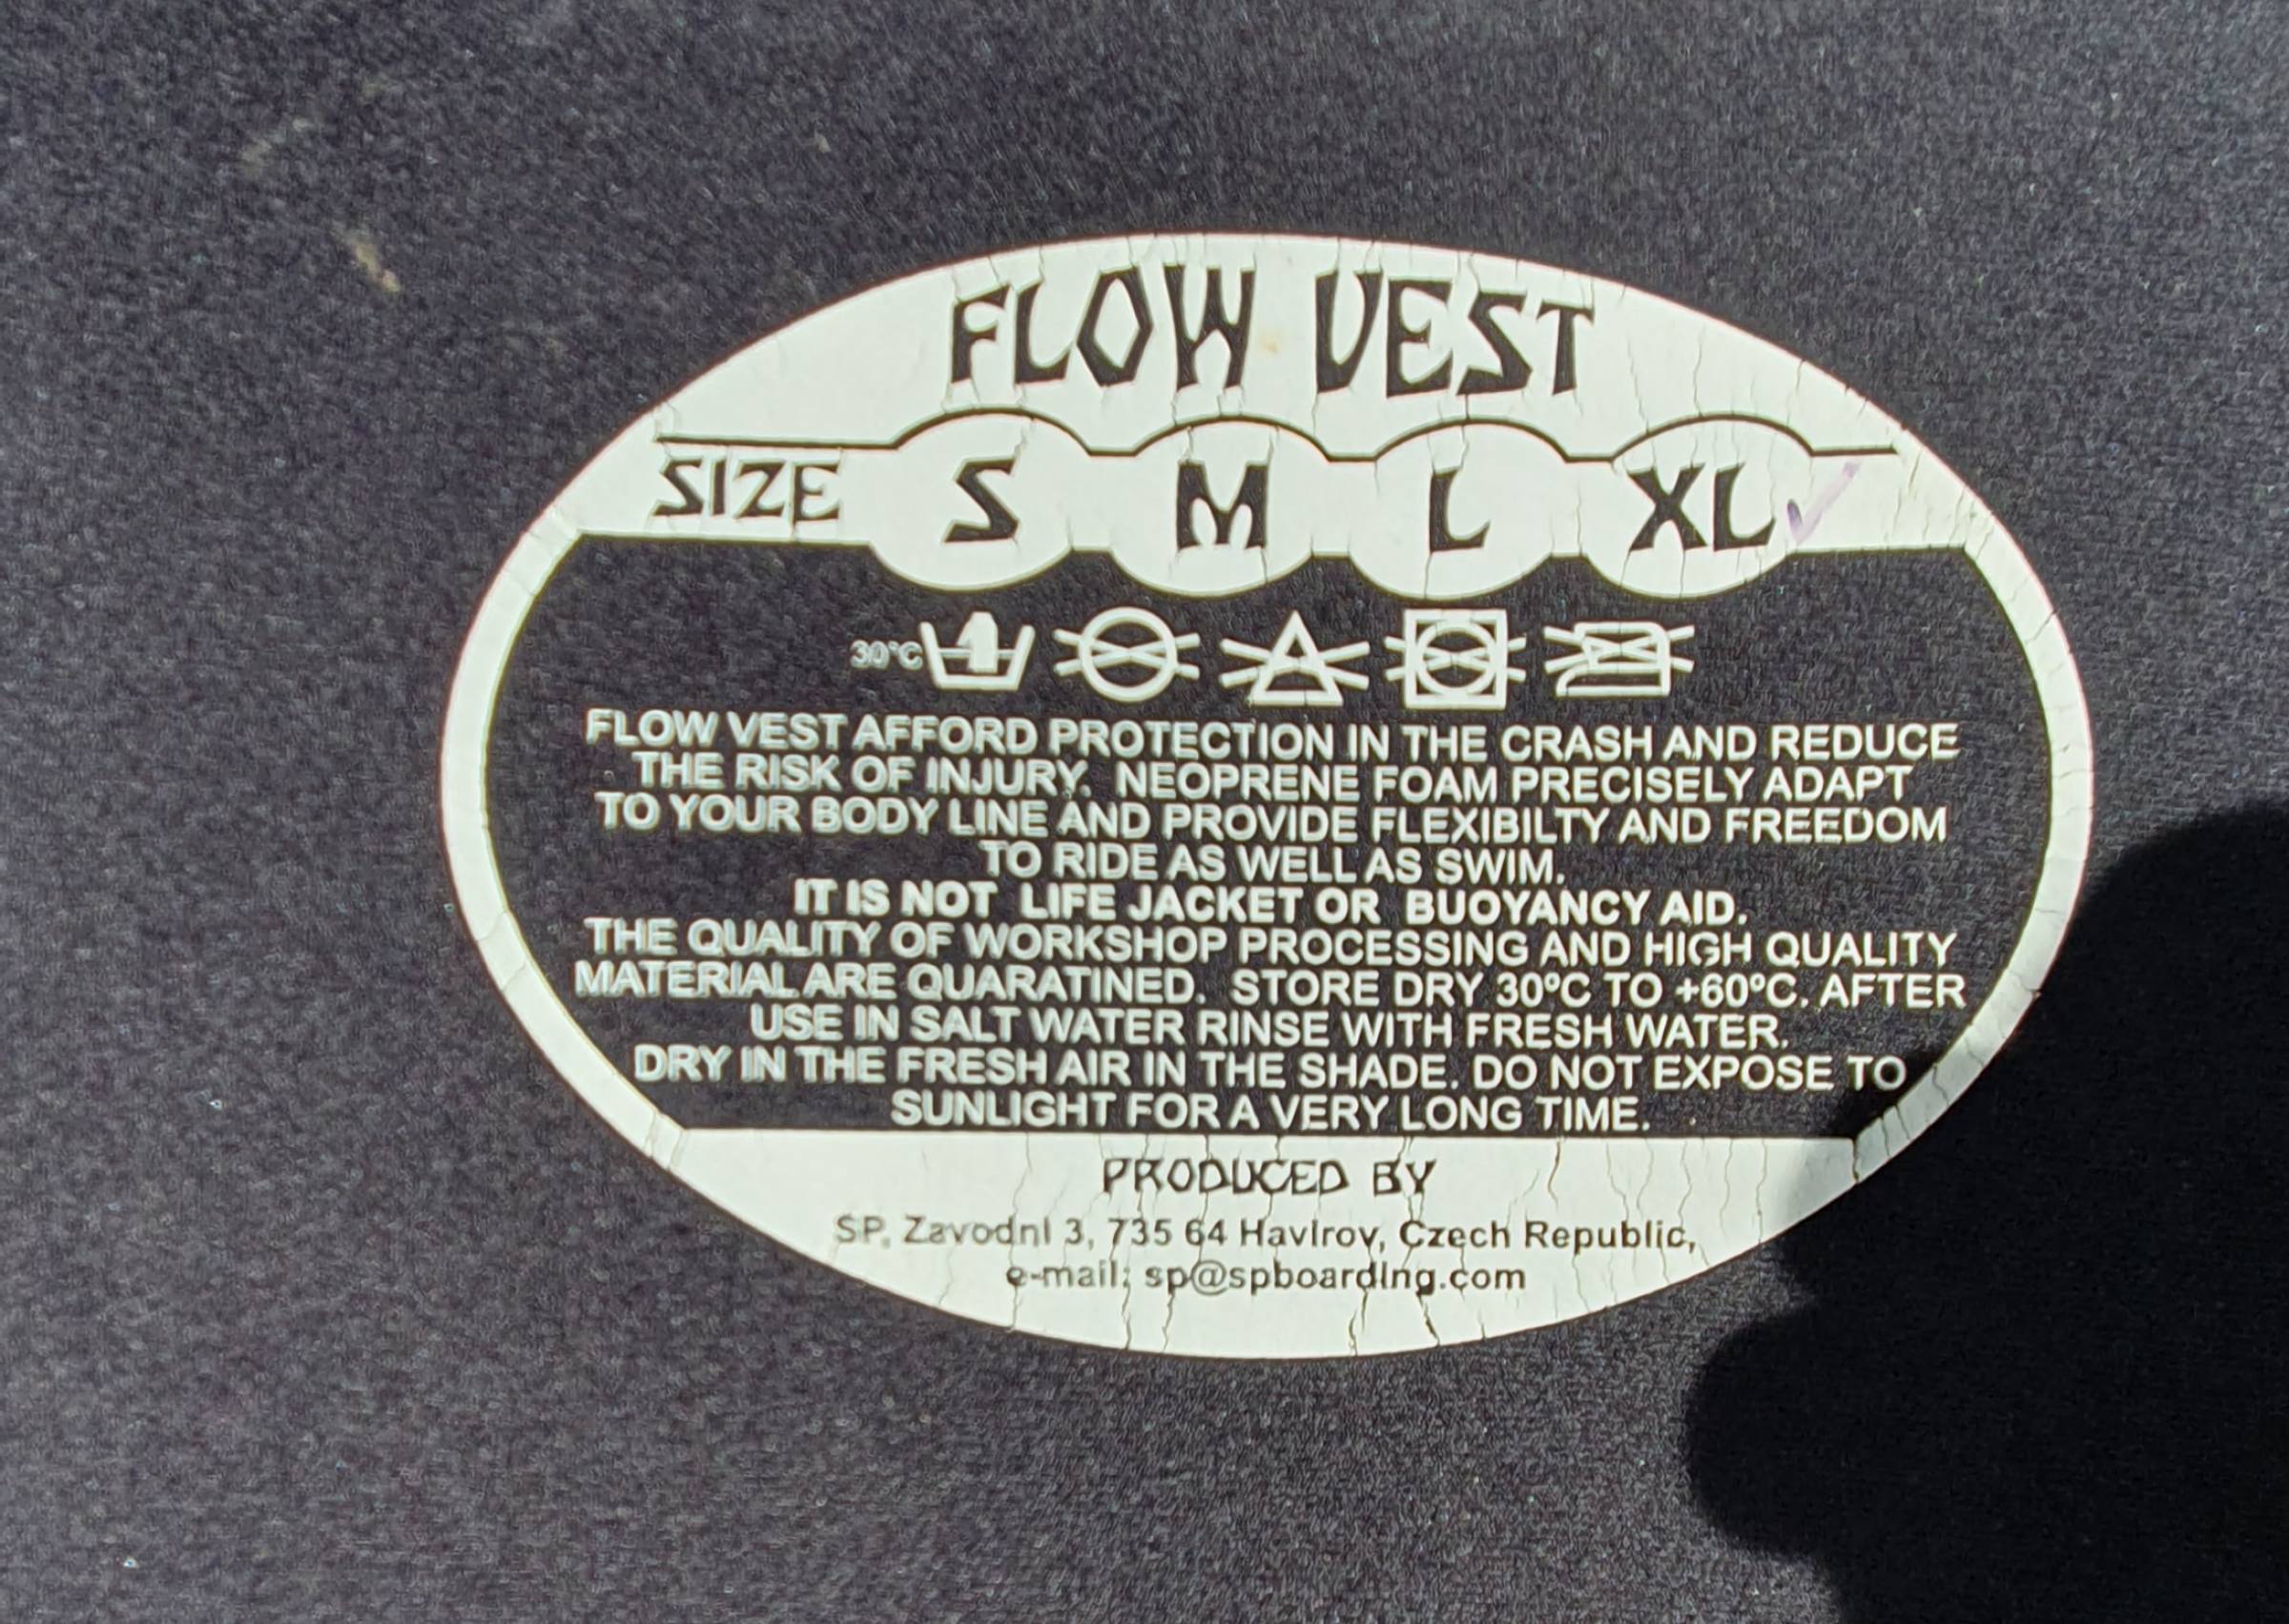 FLOW VEST
SIZE S M L XL ✓
30°C
FLOW VEST AFFORD PROTECTION IN THE CRASH AND REDUCE
THE RISK OF INJURY. NEOPRENE FOAM PRECISELY ADAPT
TO YOUR BODY LINE AND PROVIDE FLEXIBILTY AND FREEDOM
TO RIDE AS WELL AS SWIM.
IT IS NOT LIFE JACKET OR BUOYANCY AID.
THE QUALITY OF WORKSHOP PROCESSING AND HIGH QUALITY
MATERIAL ARE QUARATINED. STORE DRY 30ºC TO +60ºC. AFTER
USE IN SALT WATER RINSE WITH FRESH WATER.
DRY IN THE FRESH AIR IN THE SHADE. DO NOT EXPOSE TO
SUNLIGHT FOR A VERY LONG TIME.
PRODUCED BY
SP, Zavodni 3, 735 64 Havirov, Czech Republic,
e-mail: sp@spboarding.com